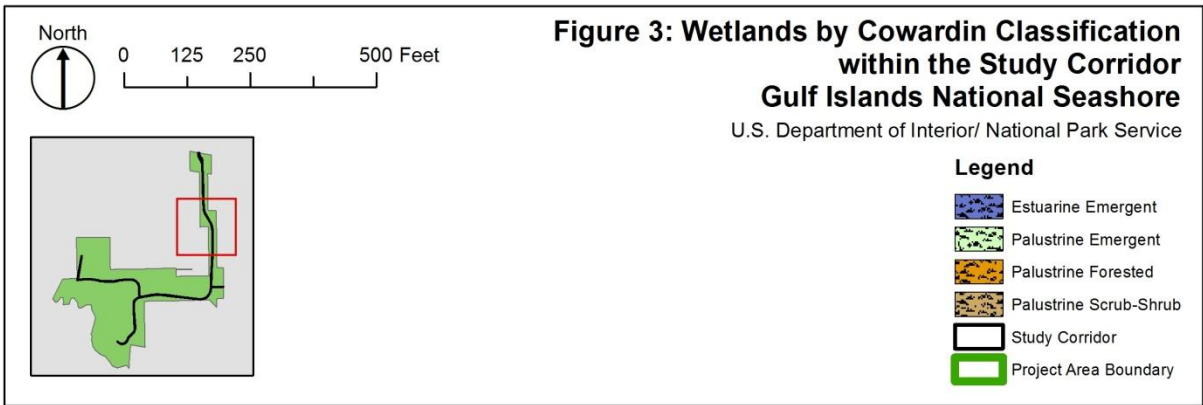 North
0 125 250 500 Feet
Figure 3: Wetlands by Cowardin Classification
within the Study Corridor
Gulf Islands National Seashore
U.S. Department of Interior/ National Park Service
Legend
Estuarine Emergent
Palustrine Emergent
Palustrine Forested
Palustrine Scrub-Shrub
Study Corridor
Project Area Boundary